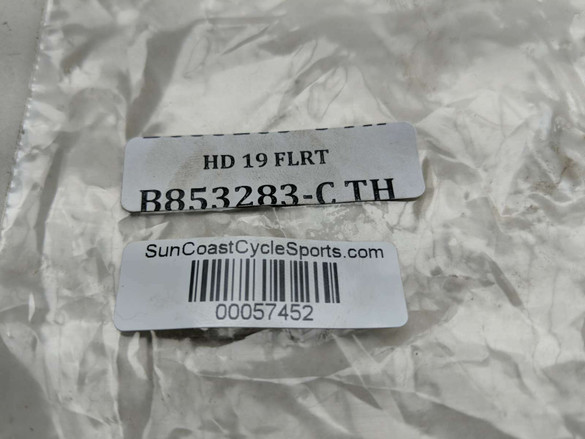 HD 19 FLRT
B853283-C TH
SunCoastCycleSports.com
00057452